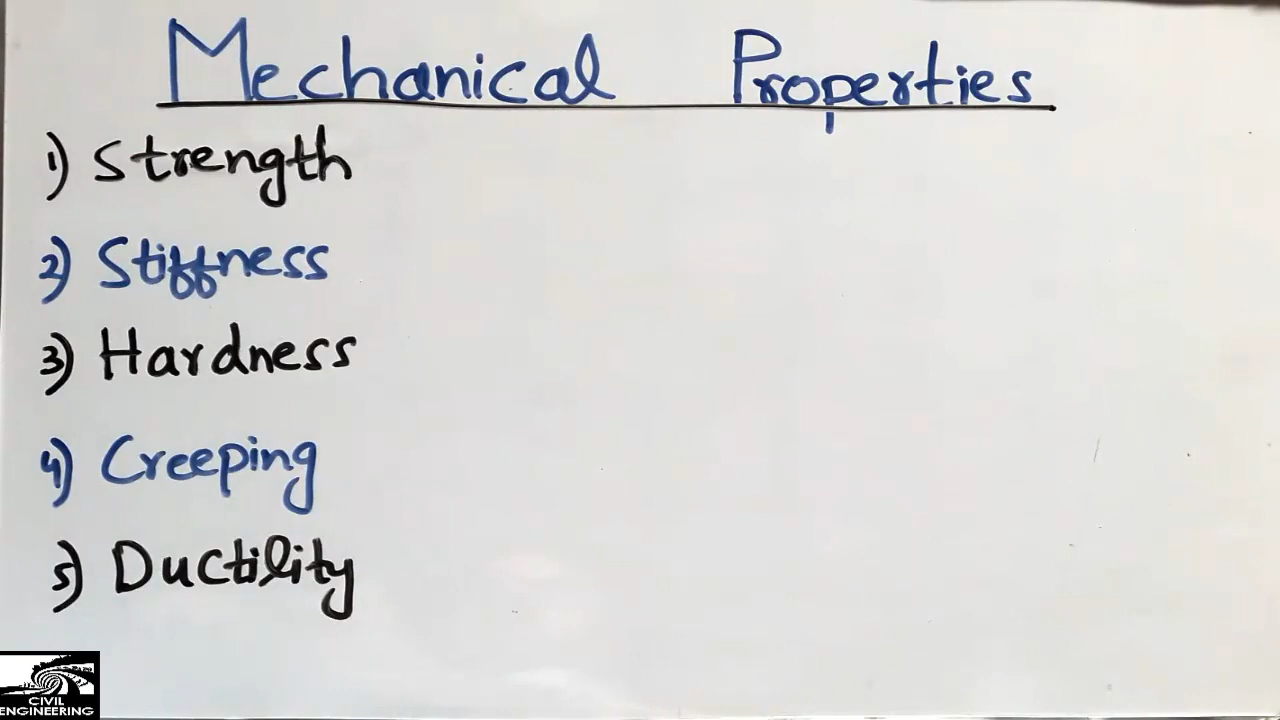 Mechanical Properties
1) Strength
2) Stiffness
3) Hardness
4) Creeping
5) Ductility
CIVIL
ENGINEERING